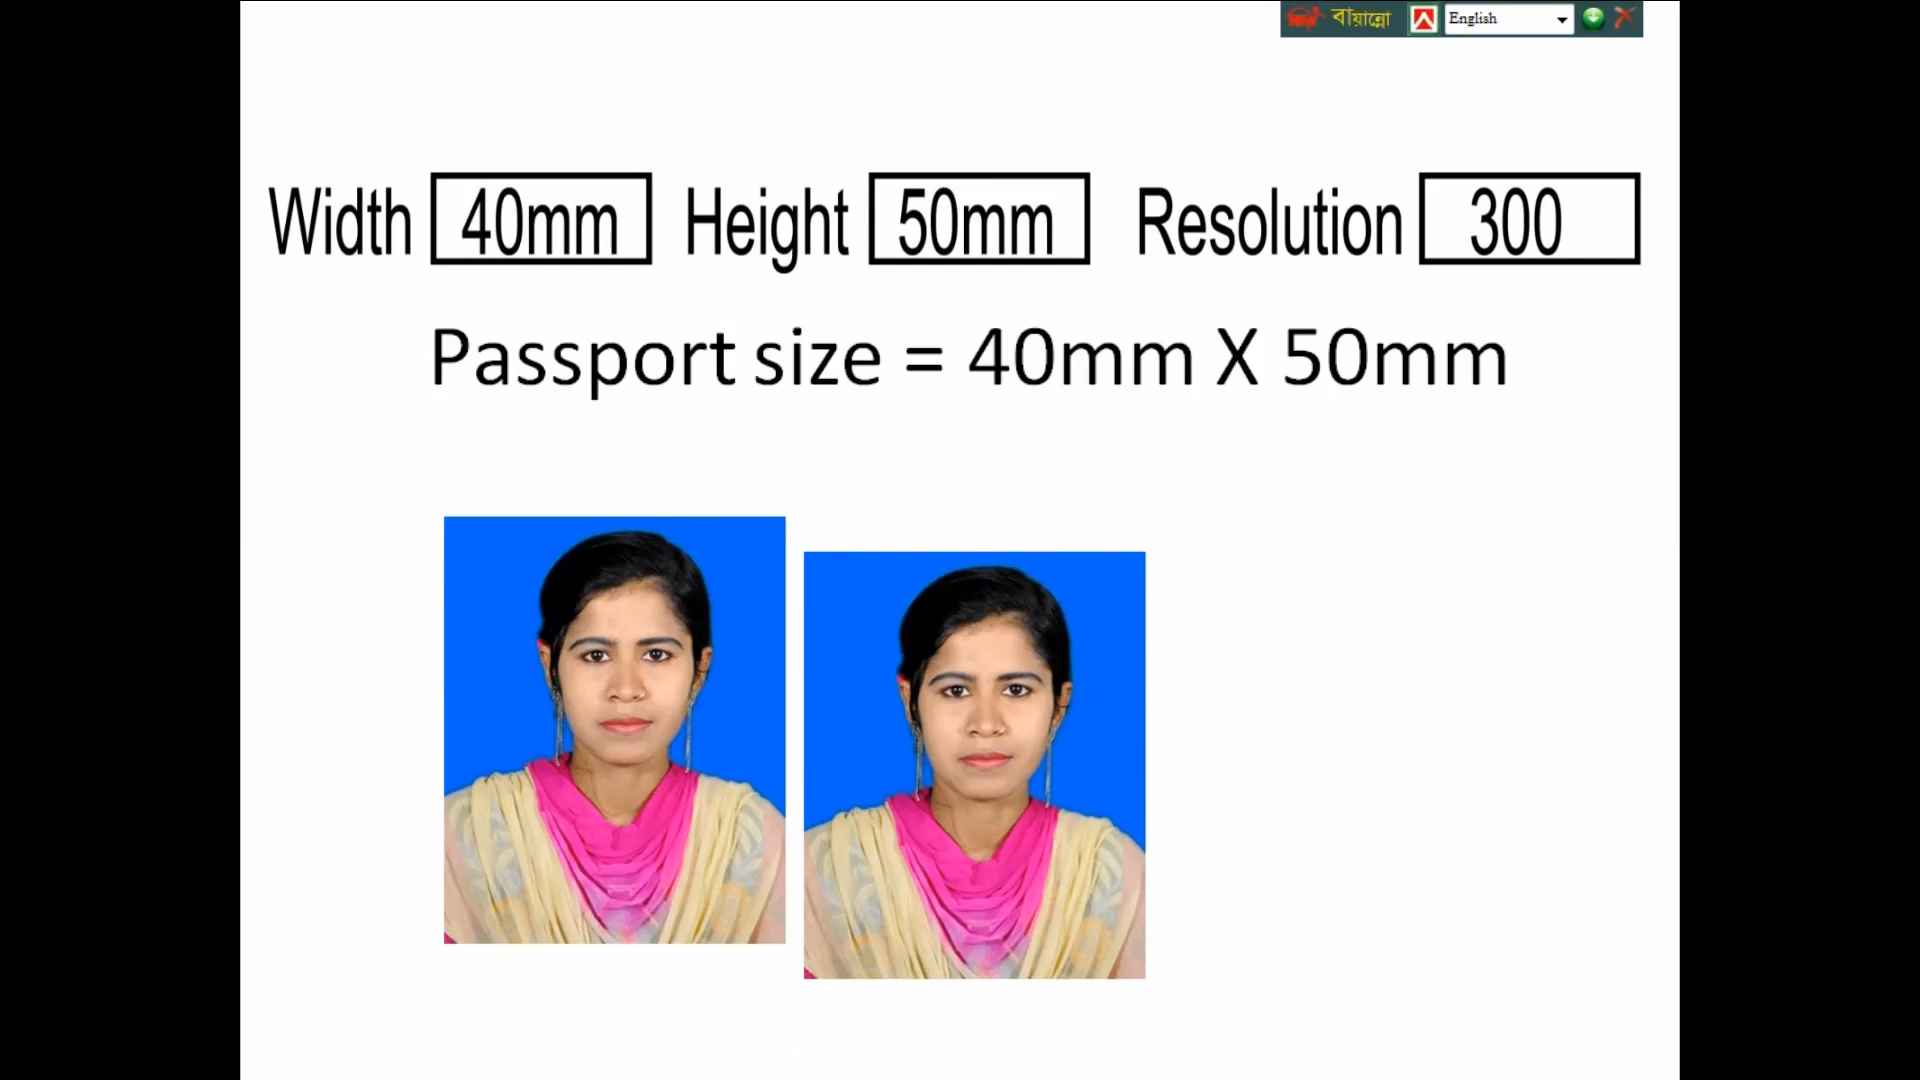 বায়ান্নো English
Width 40mm Height 50mm Resolution 300
Passport size = 40mm X 50mm